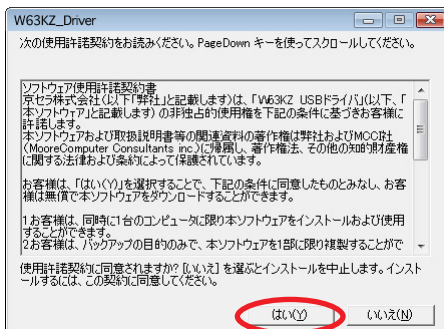 W63KZ_Driver
次の使用許諾契約をお読みください。PageDown キーを使ってスクロールしてください。
ソフトウェア使用許諾契約書
京セラ株式会社(以下「弊社」と記載します)は、「W63KZ USBドライバ」(以下、「
本ソフトウェア」と記載します) の非独占的使用権を下記の条件に基づきお客様に
許諾します。
本ソフトウェアおよび取扱説明書等の関連資料の著作権は弊社およびMCCI社
(MooreComputer Consultants inc.)に帰属し、著作権法、その他の知的財産権
に関する法律および条約によって保護されています。
お客様は、「はい(Y)」を選択することで、下記の条件に同意したものとみなし、お客
様は無償で本ソフトウェアをダウンロードすることができます。
1お客様は、同時に1台のコンピュータに限り本ソフトウェアをインストールおよび使用
することができます。
2お客様は、バックアップの目的のみで、本ソフトウェアを1部に限り複製することがで
使用許諾契約に同意されますか? [いいえ] を選ぶとインストールを中止します。インスト
ールするには、この契約に同意してください。
はい(Y)
いいえ(N)